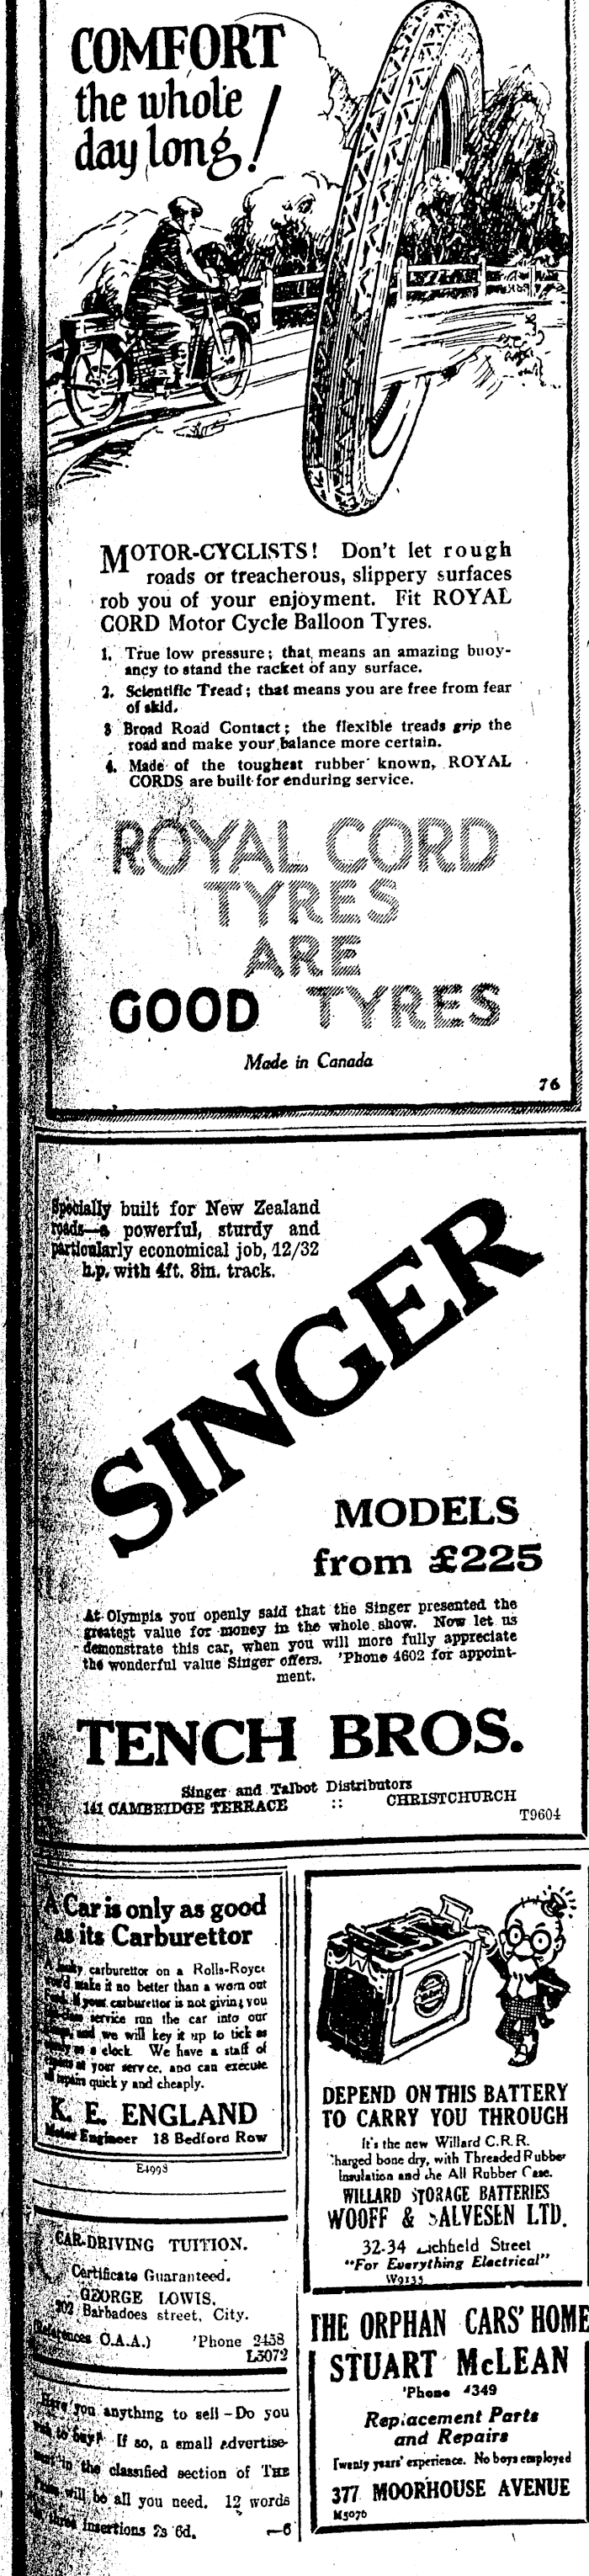 COMFORT
the whole
day long!
MOTOR-CYCLISTS! Don't let rough
roads or treacherous, slippery surfaces
rob you of your enjoyment. Fit ROYAL
CORD Motor Cycle Balloon Tyres.
1. True low pressure; that means an amazing buoy-
ancy to stand the racket of any surface.
2. Scientific Tread; that means you are free from fear
of skid.
3 Broad Road Contact; the flexible treads grip the
road and make your balance more certain.
4. Made of the toughest rubber known, ROYAL
CORDS are built for enduring service.
ROYAL CORD
TYRES
ARE
GOOD TYRES
Made in Canada
76
Specially built for New Zealand
roads—a powerful, sturdy and
particularly economical job, 12/32
h.p. with 4ft. 8in. track.
SINGER
MODELS
from £225
At Olympia you openly said that the Singer presented the
greatest value for money in the whole show. Now let us
demonstrate this car, when you will more fully appreciate
the wonderful value Singer offers. 'Phone 4602 for appoint-
ment.
TENCH BROS.
Singer and Talbot Distributors
141 CAMBRIDGE TERRACE :: CHRISTCHURCH
T9604
A Car is only as good
as its Carburettor
A carburettor on a Rolls-Royce
make it no better than a worn out
If your carburettor is not giving you
service run the car into our
and we will key it up to tick as
as a clock. We have a staff of
at your service, and can execute
all repairs quickly and cheaply.
K. E. ENGLAND
Motor Engineer 18 Bedford Row
E4998
CAR-DRIVING TUITION.
Certificate Guaranteed.
GEORGE LOWIS,
202 Barbadoes street, City.
(References O.A.A.) 'Phone 2458
L5072
Have you anything to sell—Do you
wish to buy? If so, a small advertise-
ment in the classified section of THE
will be all you need. 12 words
three insertions 2s 6d. —6
DEPEND ON THIS BATTERY
TO CARRY YOU THROUGH
It's the new Willard C.R.R.
Charged bone dry, with Threaded Rubber
Insulation and the All Rubber Case.
WILLARD STORAGE BATTERIES
WOOFF & SALVESEN LTD.
32-34 Lichfield Street
"For Everything Electrical"
W9135
THE ORPHAN CARS' HOME
STUART McLEAN
'Phone 4349
Replacement Parts
and Repairs
Twenty years' experience. No boys employed
377 MOORHOUSE AVENUE
M5076